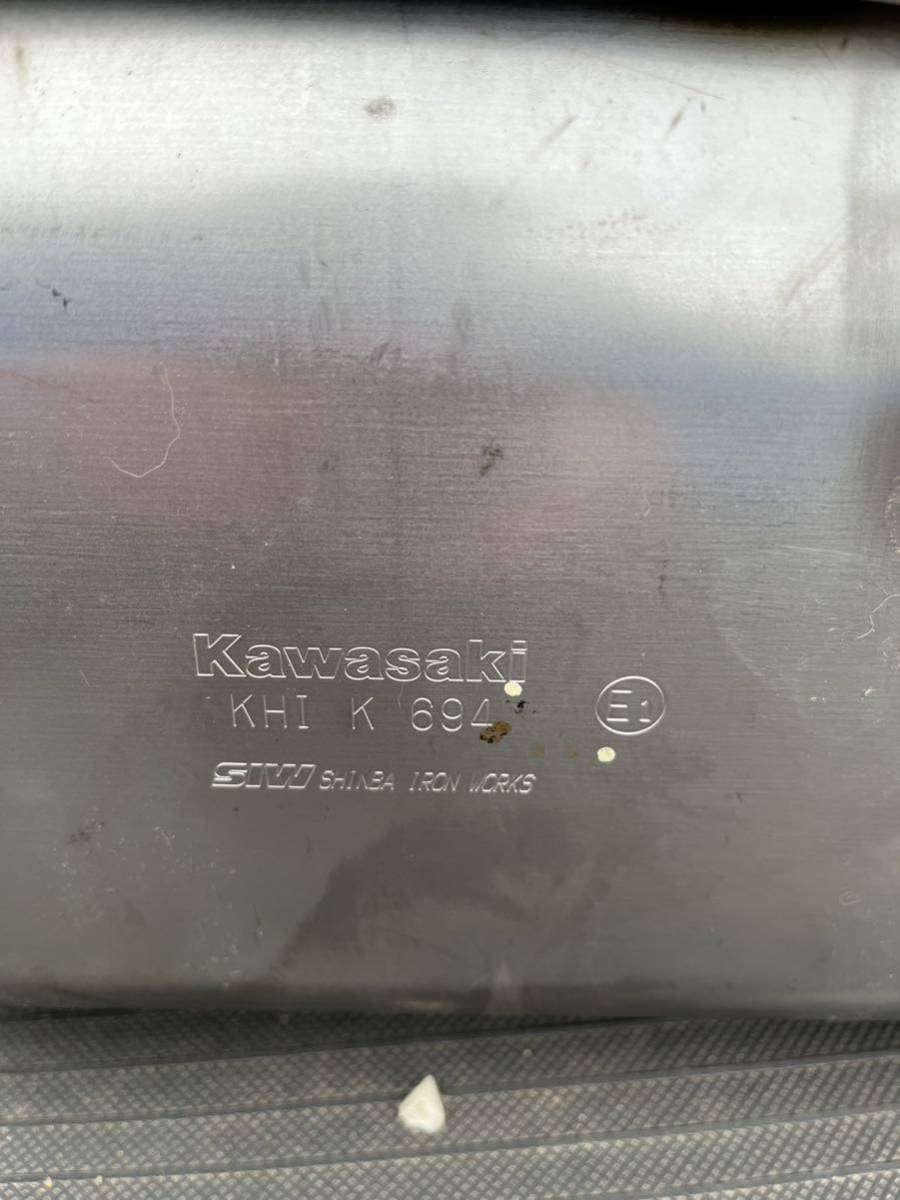 Kawasaki
KHI K 694 E1
SIW SHINBA IRON WORKS